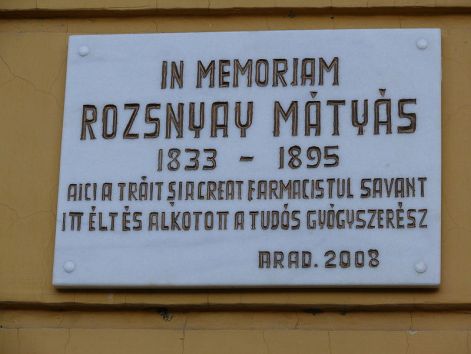 IN MEMORIAM
ROZSNYAY MÁTYÁS
1833 - 1895
AICI A TRĂIT ȘI A CREAT FARMACISTUL SAVANT
ITT ÉLT ÉS ALKOTOTT A TUDÓS GYÓGYSZERÉSZ
ARAD. 2008